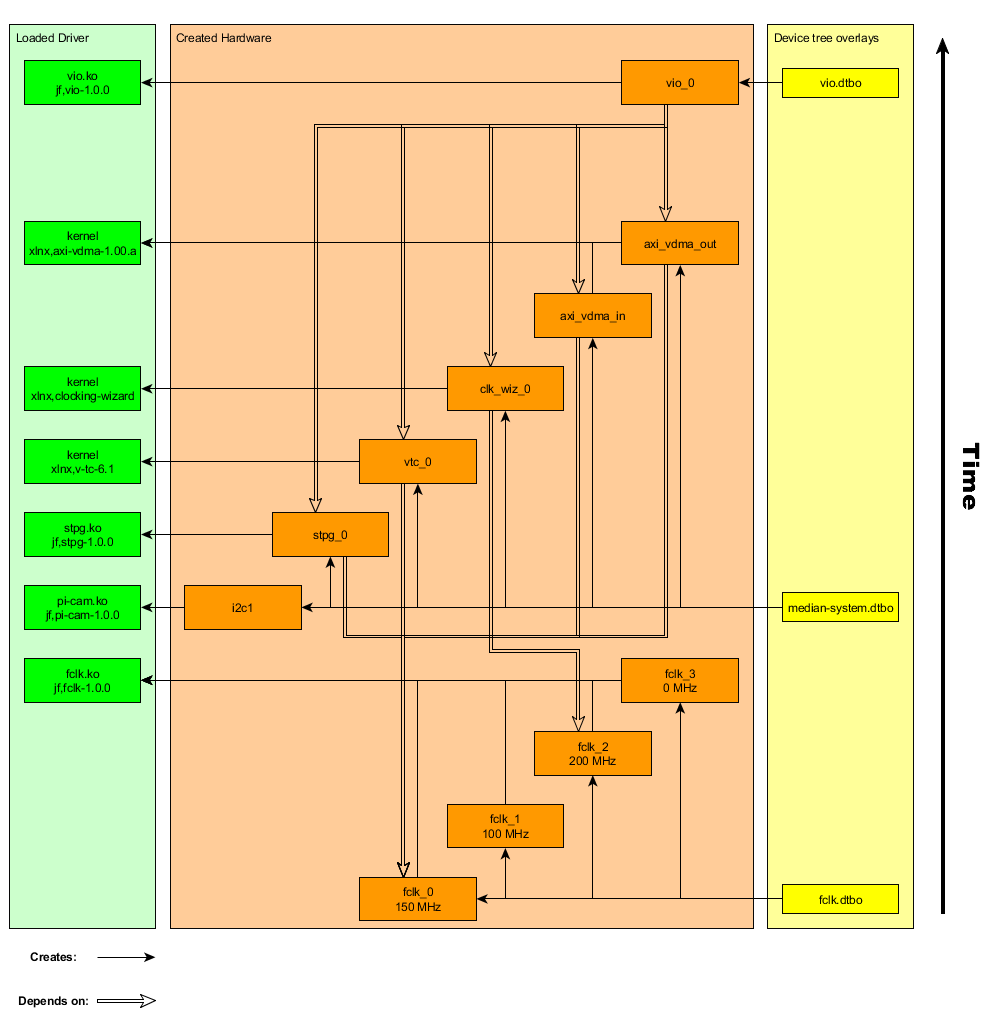 Loaded Driver
Created Hardware
Device tree overlays
vio.ko
jf,vio-1.0.0
vio_0
vio.dtbo
kernel
xlnx,axi-vdma-1.00.a
axi_vdma_out
axi_vdma_in
kernel
xlnx,clocking-wizard
clk_wiz_0
kernel
xlnx,v-tc-6.1
vtc_0
Time
stpg.ko
jf,stpg-1.0.0
stpg_0
pi-cam.ko
jf,pi-cam-1.0.0
i2c1
median-system.dtbo
fclk.ko
jf,fclk-1.0.0
fclk_3
0 MHz
fclk_2
200 MHz
fclk_1
100 MHz
fclk_0
150 MHz
fclk.dtbo
Creates:
Depends on: